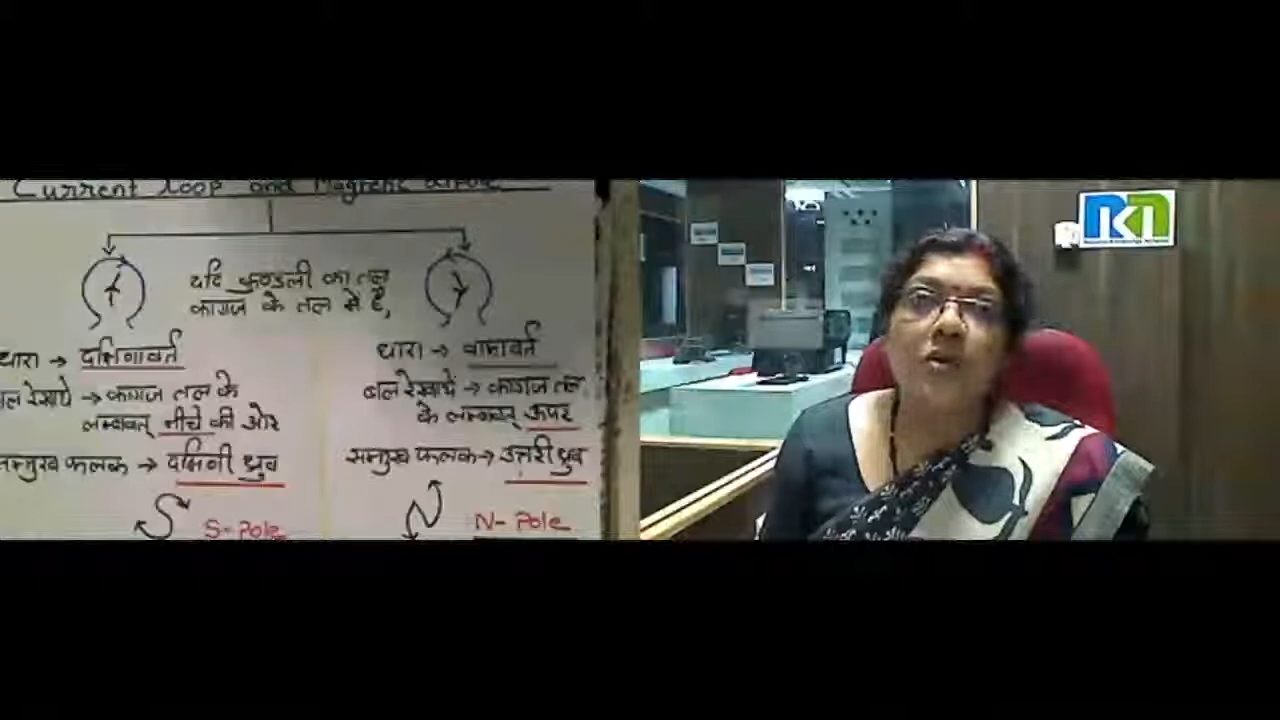 Current loop and Magnetic
यदि कुण्डली का तल
कागज के तल में है,
धारा → दक्षिणावर्त
बल रेखायें → कागज तल के
लम्बवत् नीचे की ओर
सम्मुख फलक → दक्षिणी ध्रुव
S
S- Pole
धारा → वामावर्त
बल रेखायें → कागज तल
के लम्बवत् ऊपर
सम्मुख फलक → उत्तरी ध्रुव
N
N- Pole